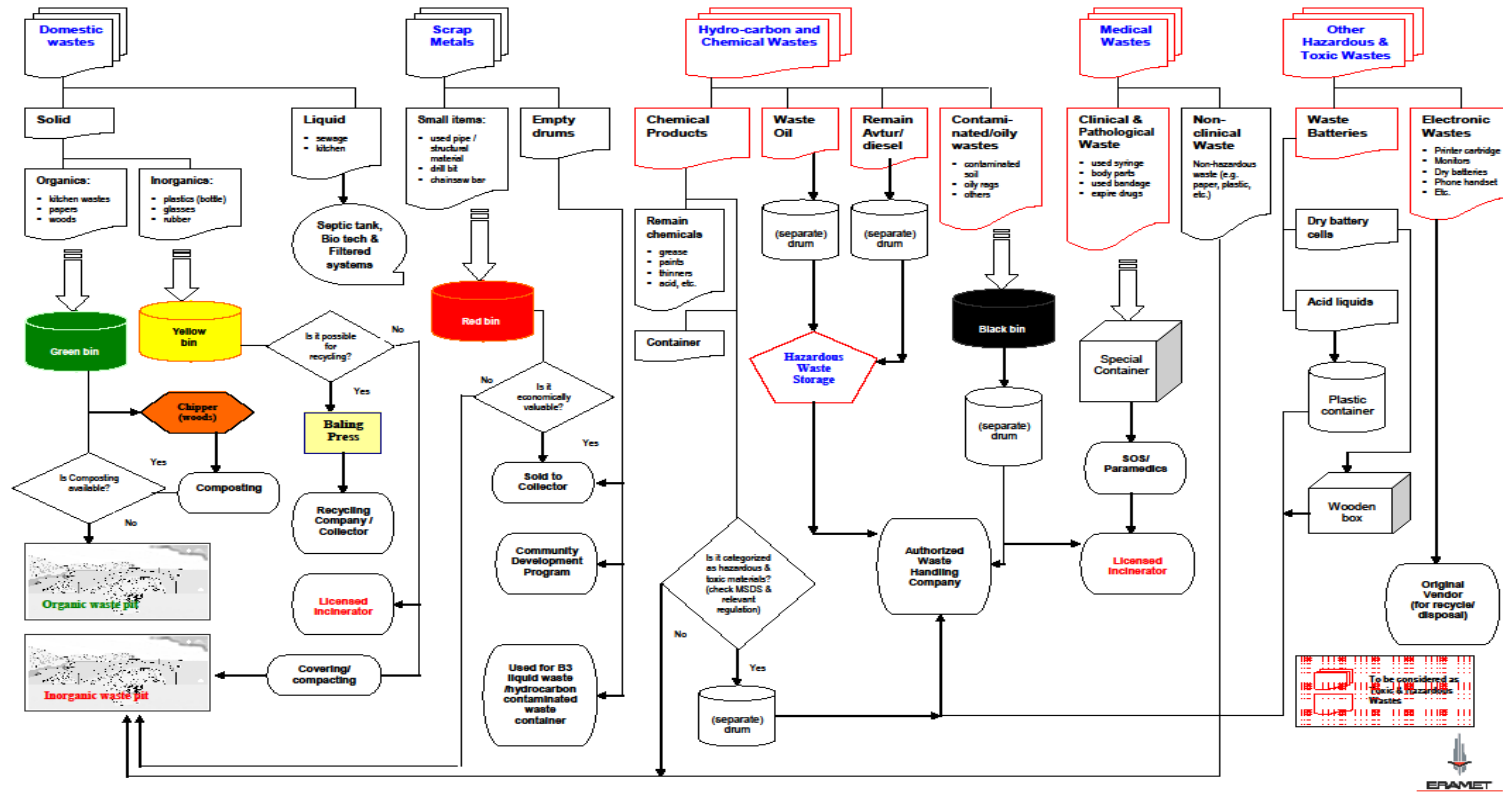 Domestic
wastes
Scrap
Metals
Hydro-carbon and
Chemical Wastes
Medical
Wastes
Other
Hazardous &
Toxic Wastes
Solid
Liquid
- sewage
- kitchen
Small items:
- used pipe /
structural
material
- drill bit
- chainsaw bar
Empty
drums
Chemical
Products
Waste
Oil
Remain
Avtur/
diesel
Contami-
nated/oily
wastes
- contaminated
soil
- oily rags
- others
Clinical &
Pathological
Waste
- used syringe
- body parts
- used bandage
- expire drugs
Non-
clinical
Waste
Non-hazardous
waste (e.g.
paper, plastic,
etc.)
Waste
Batteries
Electronic
Wastes
- Printer cartridge
- Monitors
- Dry batteries
- Phone handset
- Etc.
Organics:
- kitchen wastes
- papers
- woods
Inorganics:
- plastics (bottle)
- glasses
- rubber
Septic tank,
Bio tech &
Filtered
systems
Remain
chemicals
- grease
- paints
- thinners
- acid, etc.
(separate)
drum
(separate)
drum
Dry battery
cells
Green bin
Yellow
bin
Is it possible
for
recycling?
No
Yes
Red bin
Container
Hazardous
Waste
Storage
Black bin
Special
Container
Acid liquids
Plastic
container
Chipper
(woods)
Baling
Press
No
Is it
economically
valuable?
Yes
(separate)
drum
Is Composting
available?
Yes
No
Composting
Recycling
Company /
Collector
Sold to
Collector
SOS/
Paramedics
Wooden
box
Organic waste pit
Licensed
Incinerator
Community
Development
Program
Is it categorized
as hazardous &
toxic materials?
(check MSDS &
relevant
regulation)
No
Yes
Authorized
Waste
Handling
Company
Licensed
Incinerator
Original
Vendor
(for recycle/
disposal)
Inorganic waste pit
Covering/
compacting
Used for B3
liquid waste
/hydrocarbon
contaminated
waste
container
(separate)
drum
To be considered as
Toxic & Hazardous
Wastes
ERAMET